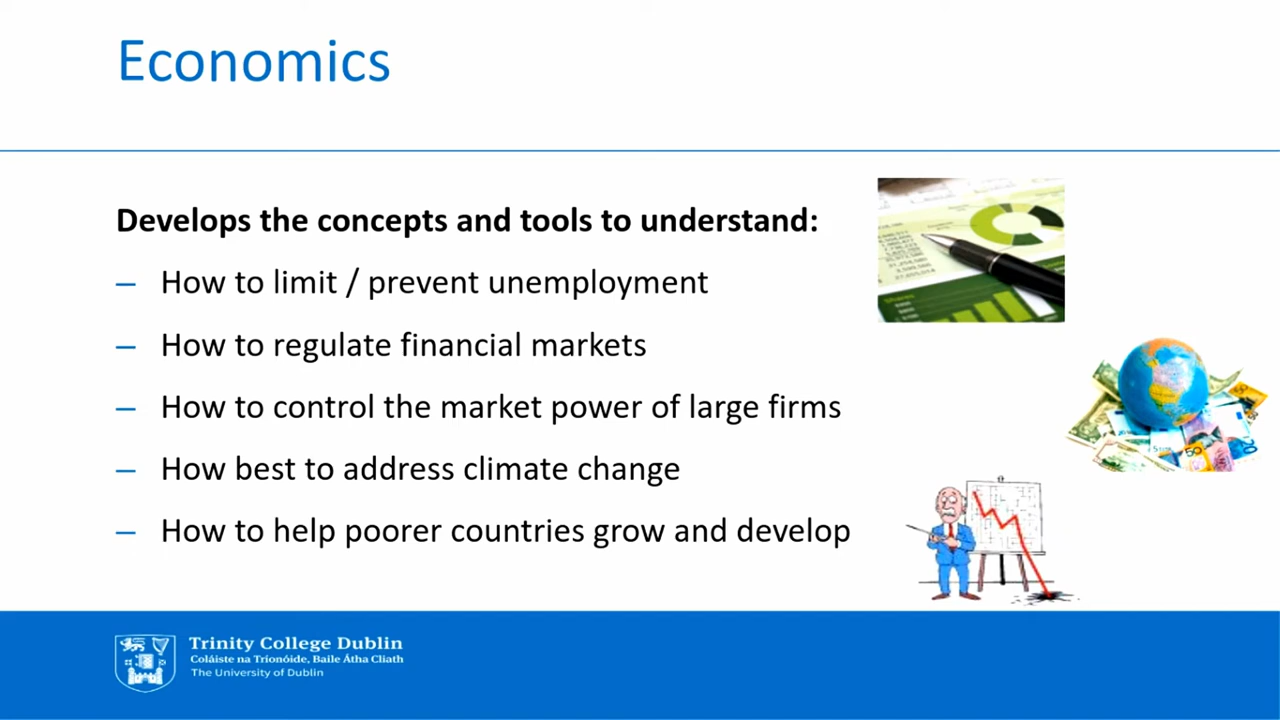 Economics
Develops the concepts and tools to understand:
– How to limit / prevent unemployment
– How to regulate financial markets
– How to control the market power of large firms
– How best to address climate change
– How to help poorer countries grow and develop
Shares
50
Trinity College Dublin
Coláiste na Tríonóide, Baile Átha Cliath
The University of Dublin